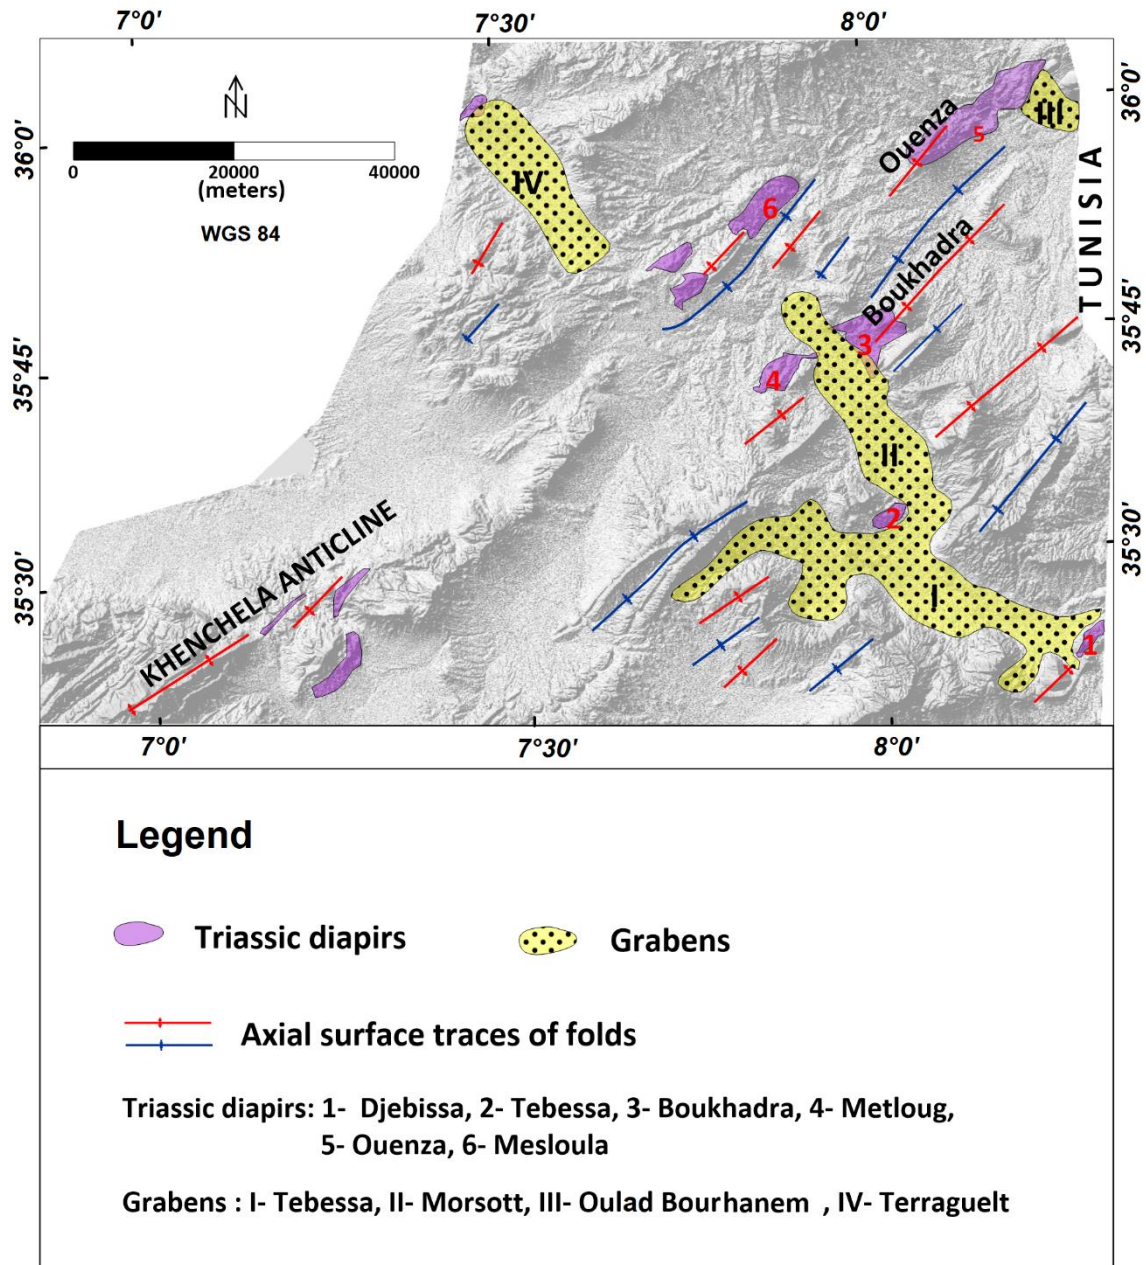 7°0' 7°30' 8°0'
N
0 20000 40000
(meters)
WGS 84
36°0'
36°0'
IV
III
Ouenza
5
6
TUNISIA
Boukhadra
3
4
35°45'
35°45'
II
2
35°30'
35°30'
KHENCHELA ANTICLINE
I
1
7°0' 7°30' 8°0'
Legend
Triassic diapirs Grabens
Axial surface traces of folds
Triassic diapirs: 1- Djebissa, 2- Tebessa, 3- Boukhadra, 4- Metloug,
5- Ouenza, 6- Mesloula
Grabens : I- Tebessa, II- Morsott, III- Oulad Bourhanem , IV- Terraguelt